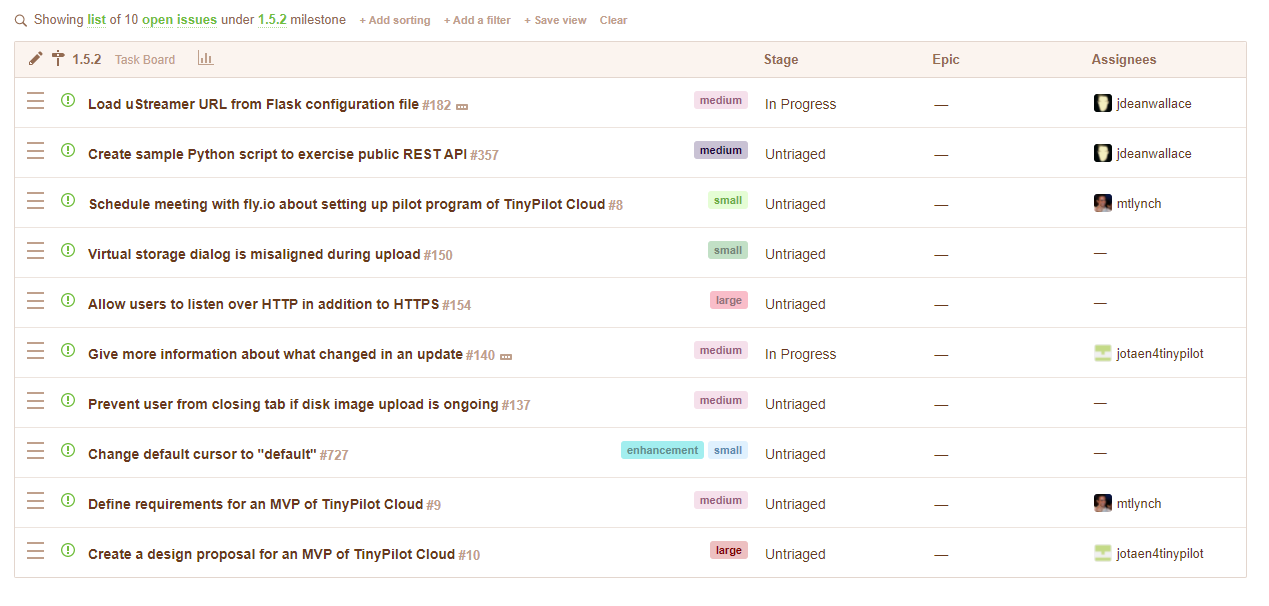 Showing list of 10 open issues under 1.5.2 milestone + Add sorting + Add a filter + Save view Clear
1.5.2 Task Board Stage Epic Assignees
Load uStreamer URL from Flask configuration file #182 medium In Progress — jdeanwallace
Create sample Python script to exercise public REST API #357 medium Untriaged — jdeanwallace
Schedule meeting with fly.io about setting up pilot program of TinyPilot Cloud #8 small Untriaged — mtlynch
Virtual storage dialog is misaligned during upload #150 small Untriaged — —
Allow users to listen over HTTP in addition to HTTPS #154 large Untriaged — —
Give more information about what changed in an update #140 medium In Progress — jotaen4tinypilot
Prevent user from closing tab if disk image upload is ongoing #137 medium Untriaged — —
Change default cursor to "default" #727 enhancement small Untriaged — —
Define requirements for an MVP of TinyPilot Cloud #9 medium Untriaged — mtlynch
Create a design proposal for an MVP of TinyPilot Cloud #10 large Untriaged — jotaen4tinypilot